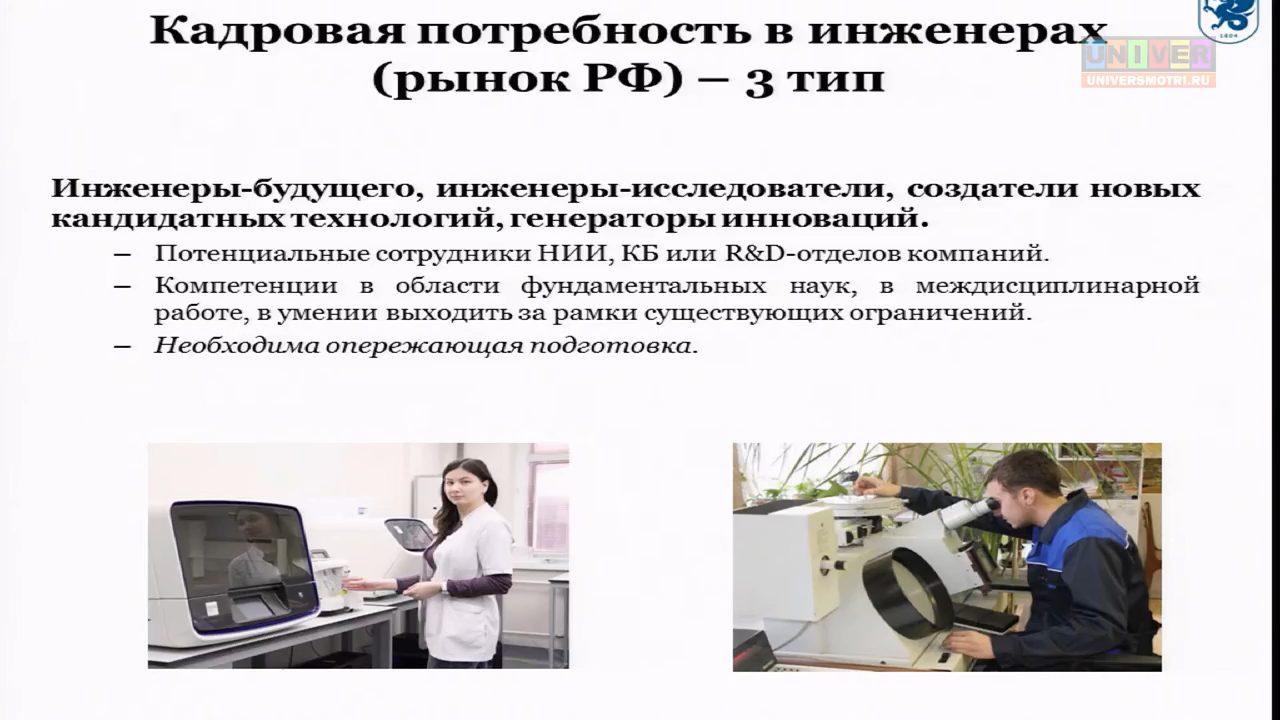 Кадровая потребность в инженерах
(рынок РФ) – 3 тип
UNIVER
UNIVERSMOTRI.RU
1804
Инженеры-будущего, инженеры-исследователи, создатели новых
кандидатных технологий, генераторы инноваций.
– Потенциальные сотрудники НИИ, КБ или R&D-отделов компаний.
– Компетенции в области фундаментальных наук, в междисциплинарной
работе, в умении выходить за рамки существующих ограничений.
– Необходима опережающая подготовка.